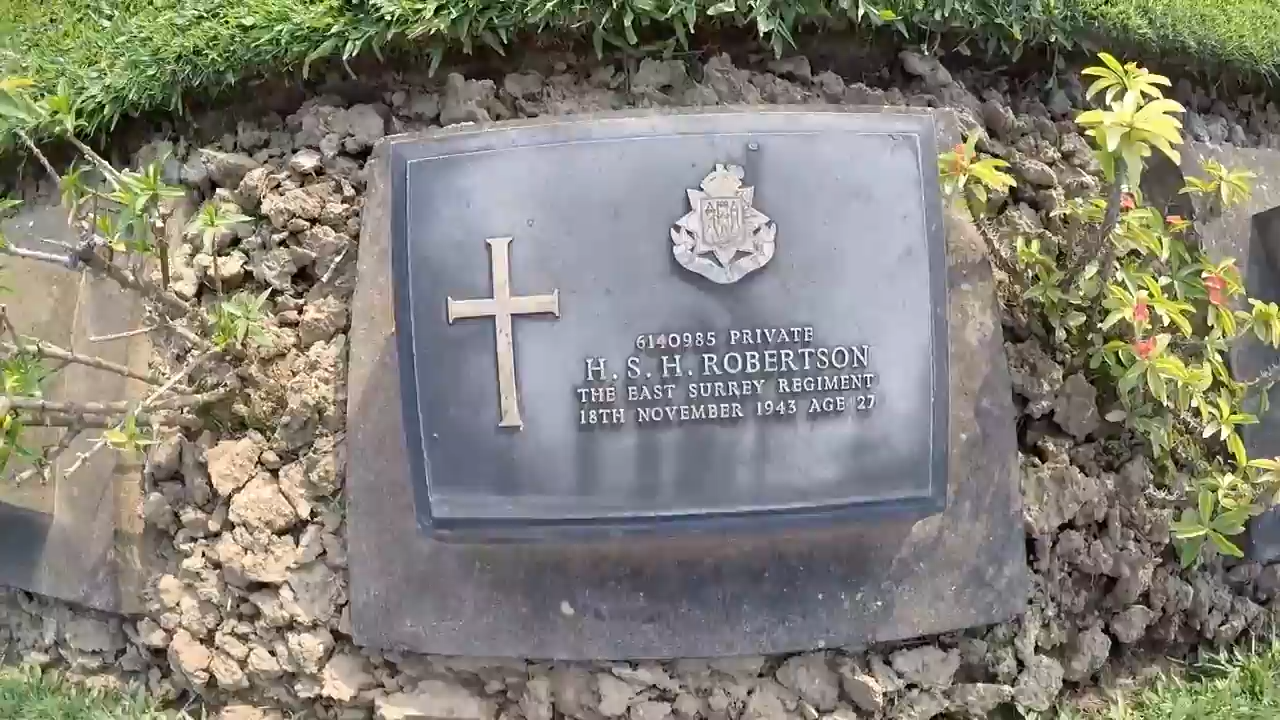 6140985 PRIVATE
H. S. H. ROBERTSON
THE EAST SURREY REGIMENT
18TH NOVEMBER 1943 AGE 27